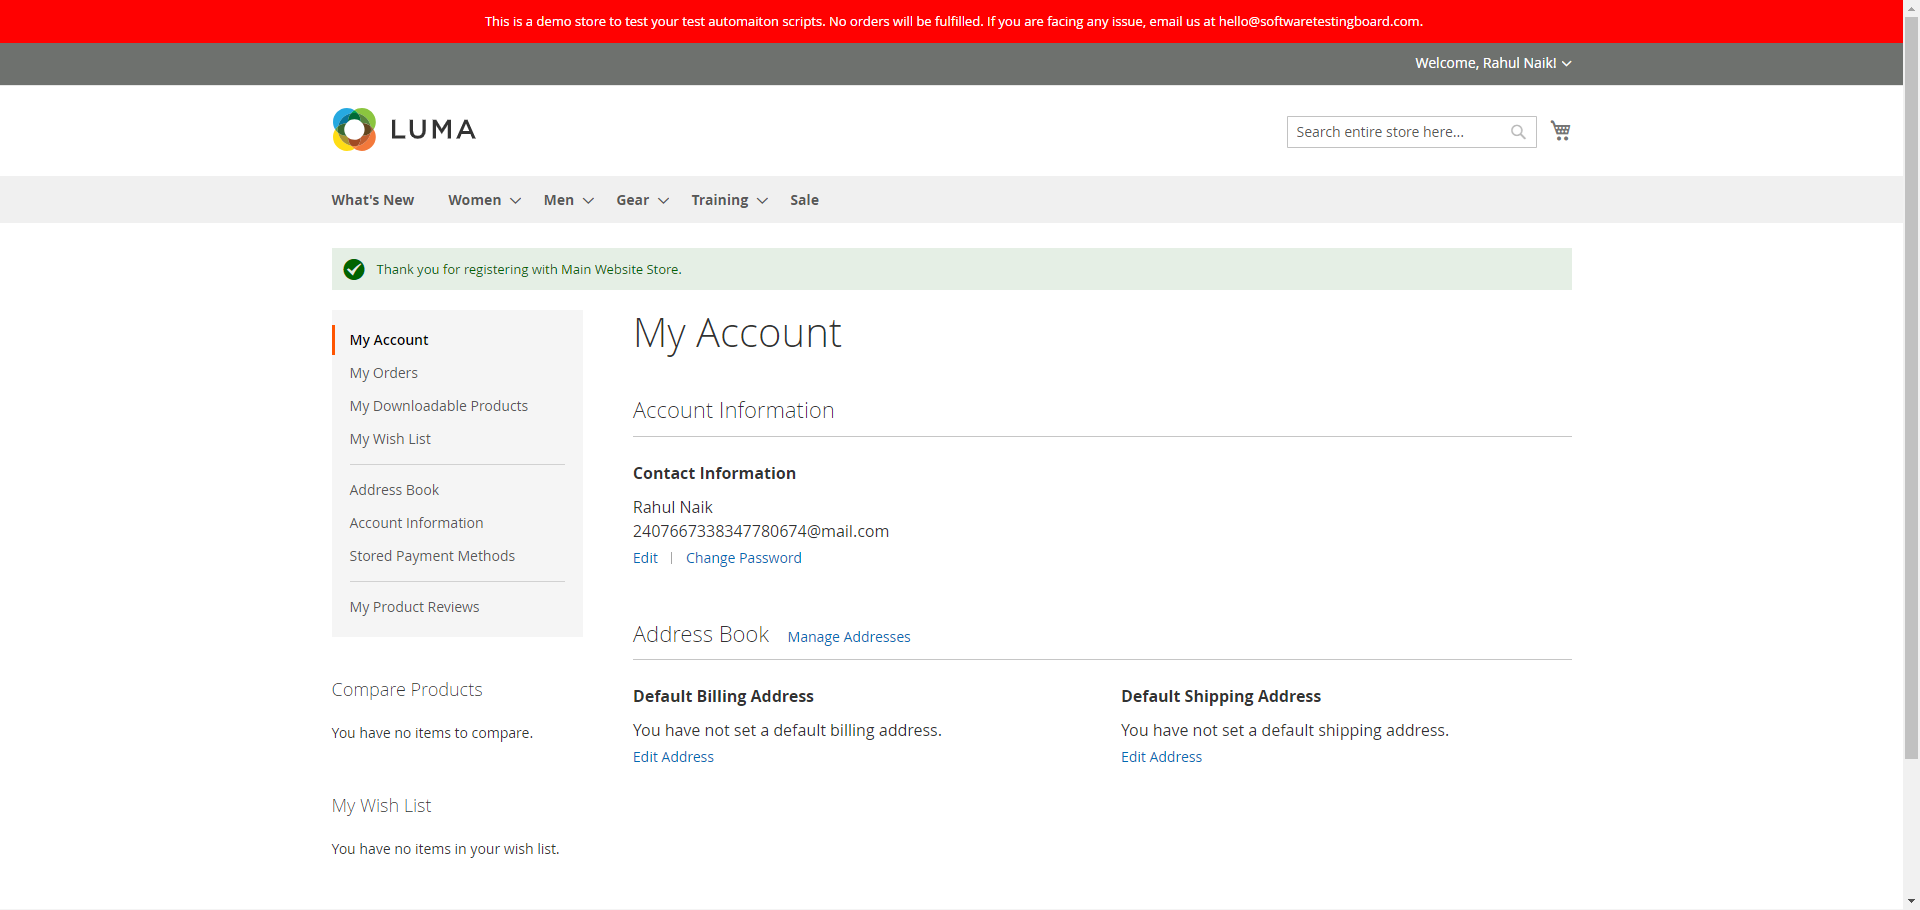 This is a demo store to test your test automaiton scripts. No orders will be fulfilled. If you are facing any issue, email us at hello@softwaretestingboard.com.
Welcome, Rahul Naik!
LUMA
Search entire store here...
What's New Women Men Gear Training Sale
Thank you for registering with Main Website Store.
My Account
My Orders
My Downloadable Products
My Wish List
Address Book
Account Information
Stored Payment Methods
My Product Reviews
Compare Products
You have no items to compare.
My Wish List
You have no items in your wish list.
My Account
Account Information
Contact Information
Rahul Naik
2407667338347780674@mail.com
Edit | Change Password
Address Book Manage Addresses
Default Billing Address
You have not set a default billing address.
Edit Address
Default Shipping Address
You have not set a default shipping address.
Edit Address